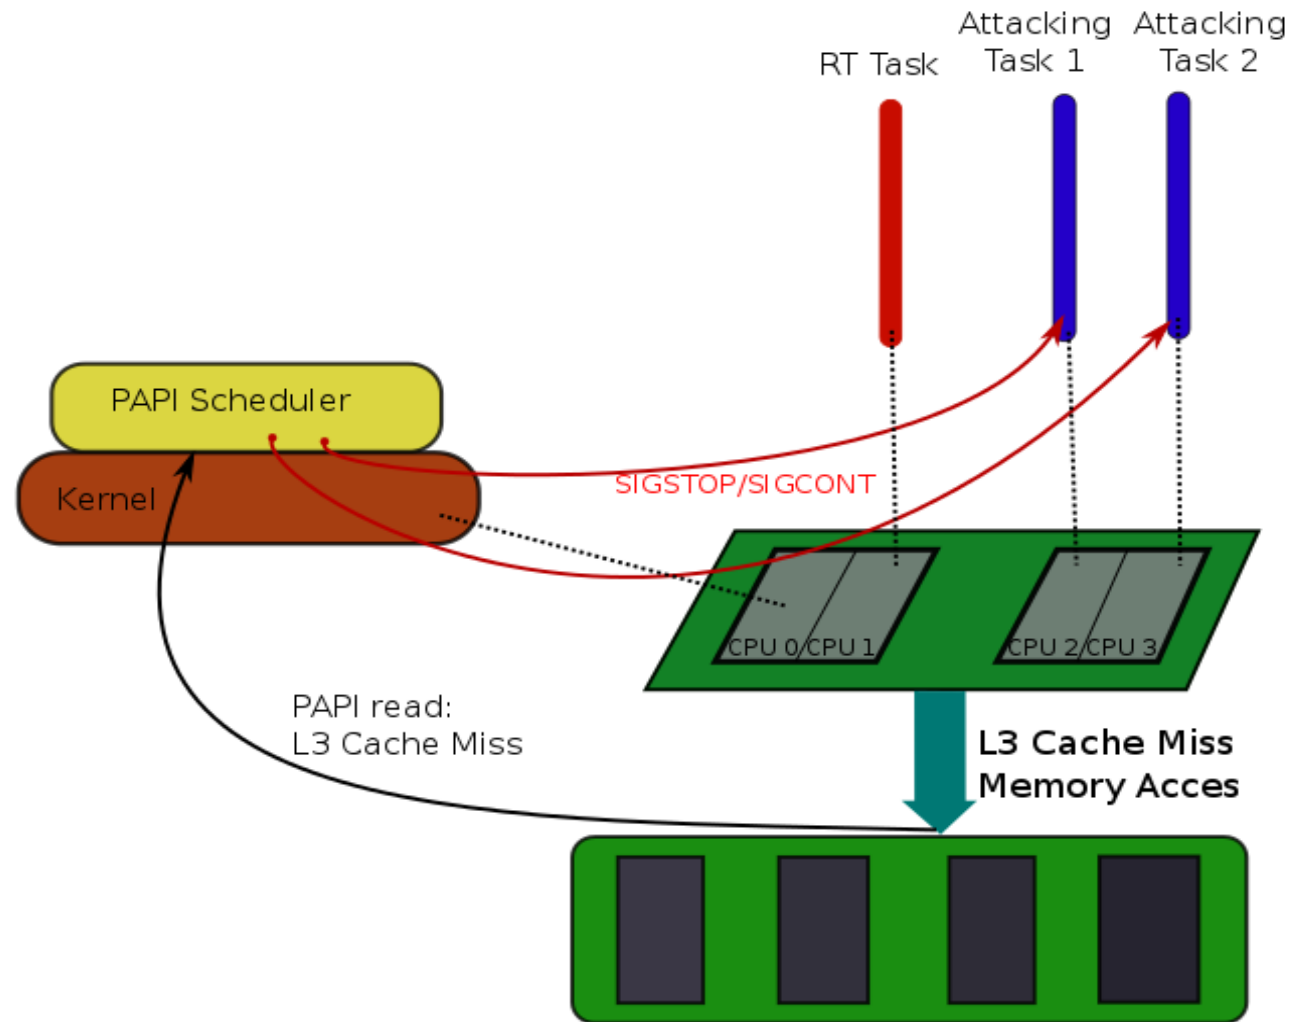 Attacking
Task 1
Attacking
Task 2
RT Task
PAPI Scheduler
Kernel
SIGSTOP/SIGCONT
CPU 0
CPU 1
CPU 2
CPU 3
PAPI read:
L3 Cache Miss
L3 Cache Miss
Memory Acces